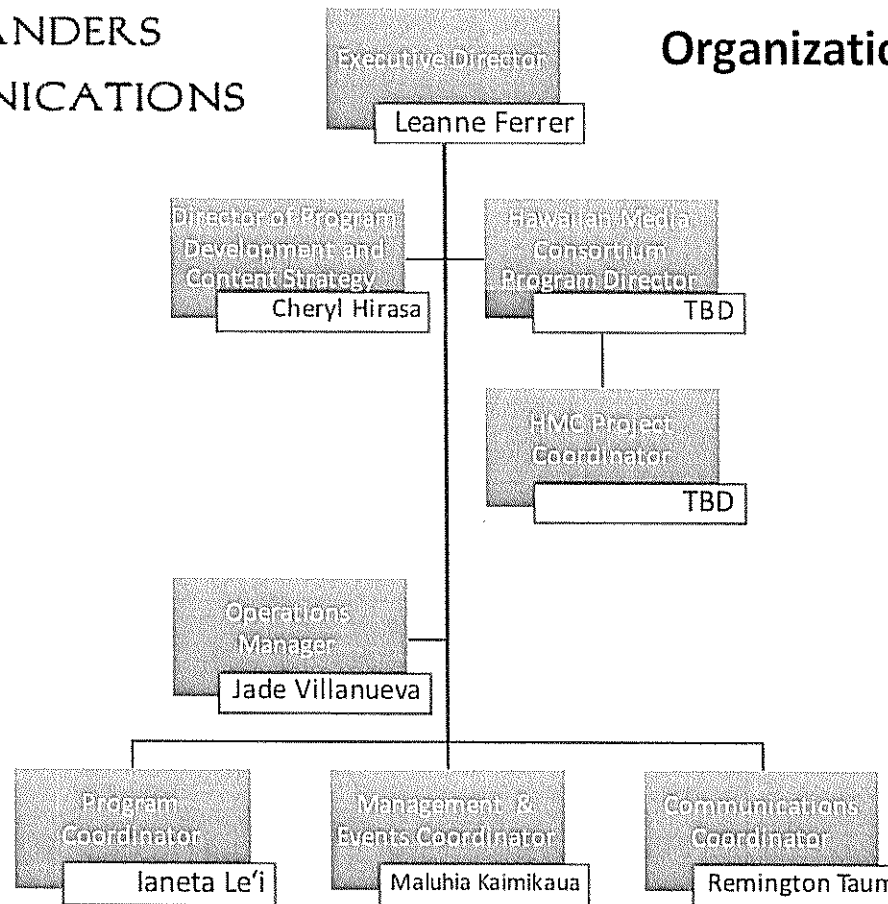 ANDERS
NICATIONS
Organizatio
Executive Director
Leanne Ferrer
Director of Program
Development and
Content Strategy
Cheryl Hirasa
Hawaiian Media
Consortium
Program Director
TBD
HMC Project
Coordinator
TBD
Operations
Manager
Jade Villanueva
Program
Coordinator
Ianeta Le‘i
Management &
Events Coordinator
Maluhia Kaimikaua
Communications
Coordinator
Remington Taum